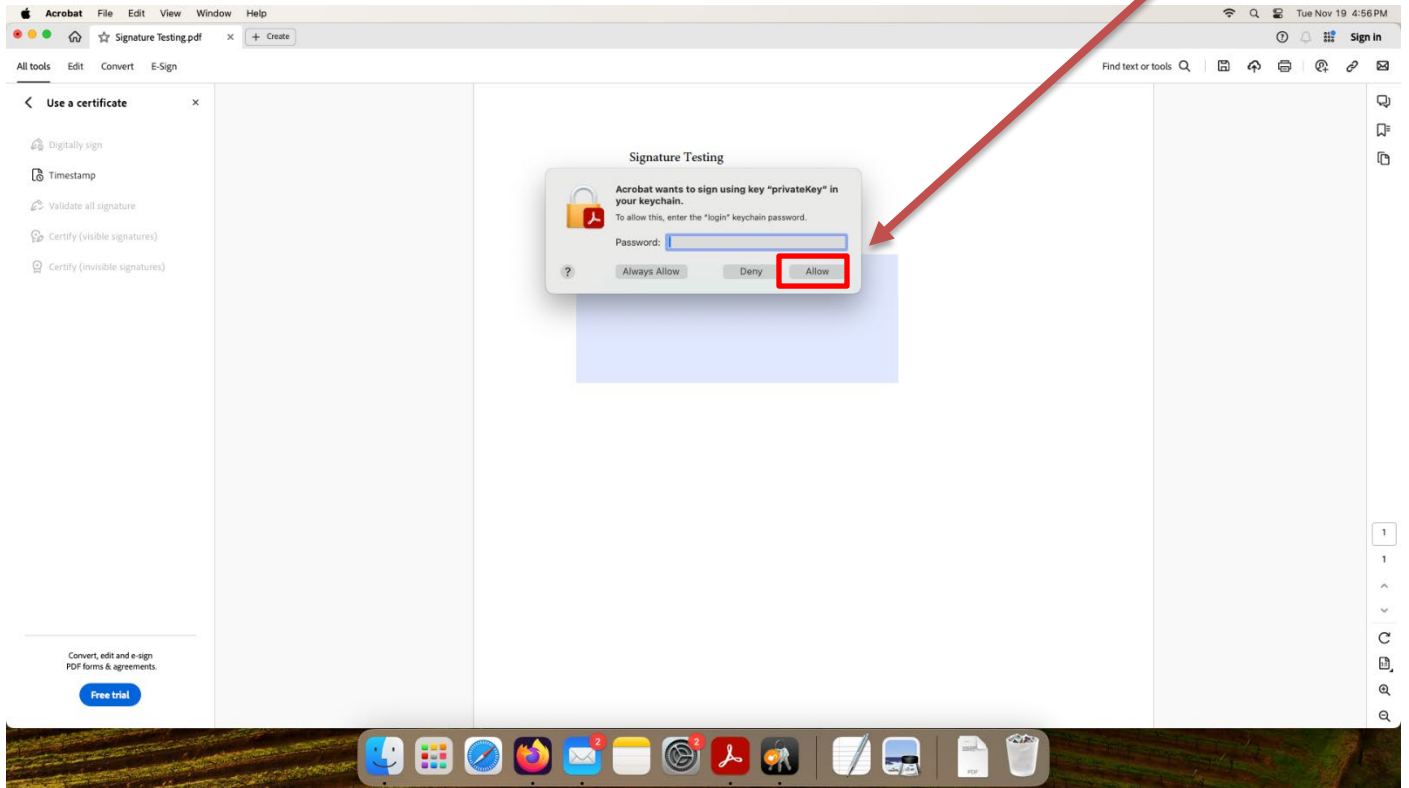 Acrobat File Edit View Window Help
Tue Nov 19 4:56 PM
Signature Testing.pdf × + Create
Sign in
All tools Edit Convert E-Sign
Find text or tools
Use a certificate ×
Digitally sign
Timestamp
Validate all signature
Certify (visible signatures)
Certify (invisible signatures)
Signature Testing
Acrobat wants to sign using key “privateKey” in
your keychain.
To allow this, enter the “login” keychain password.
Password:
? Always Allow Deny Allow
1
1
Convert, edit and e-sign
PDF forms & agreements.
Free trial
2
2
PDF